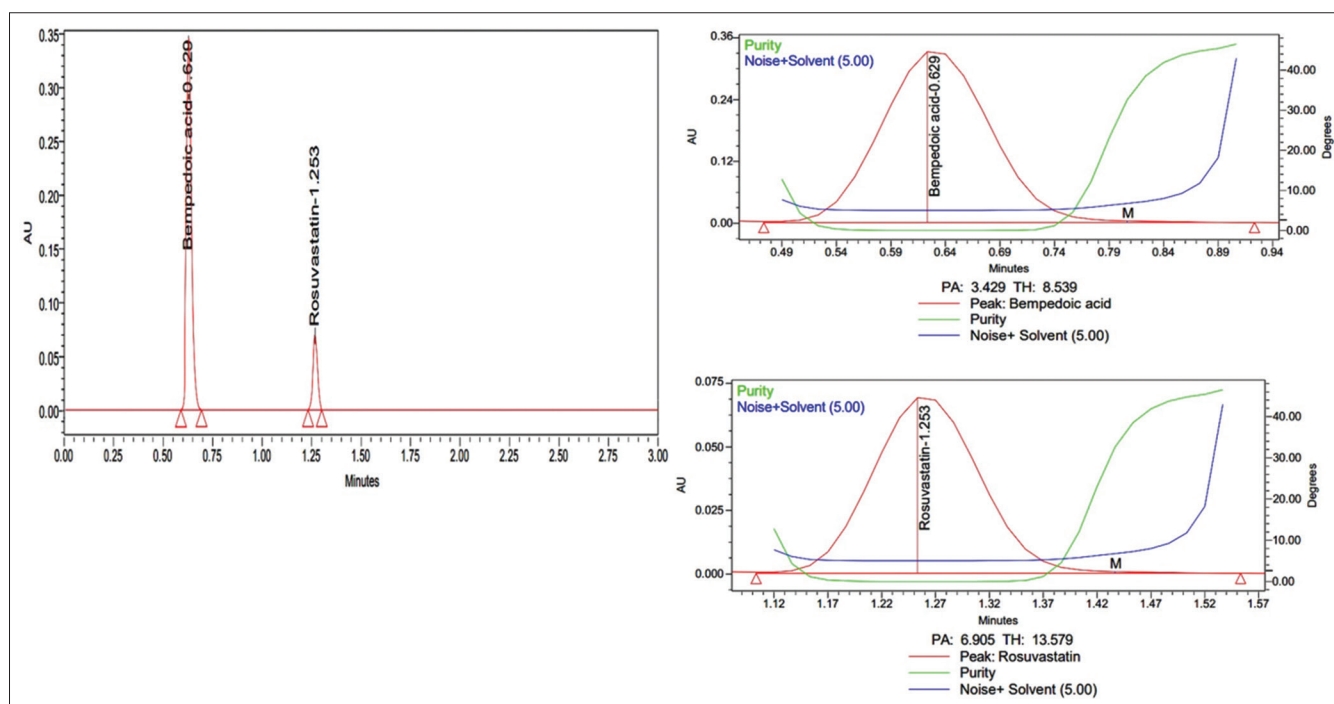 0.35
0.30
0.25
0.20
0.15
0.10
0.05
0.00
AU
Bempedoic acid-0.629
Rosuvastatin-1.253
0.00 0.25 0.50 0.75 1.00 1.25 1.50 1.75 2.00 2.25 2.50 2.75 3.00
Minutes
Purity
Noise+Solvent (5.00)
0.36
0.24
0.12
0.00
AU
Bempedoic acid-0.629
M
40.00
30.00
20.00
10.00
0.00
Degrees
0.49 0.54 0.59 0.64 0.69 0.74 0.79 0.84 0.89 0.94
Minutes
PA: 3.429 TH: 8.539
Peak: Bempedoic acid
Purity
Noise+ Solvent (5.00)
Purity
Noise+Solvent (5.00)
0.075
0.050
0.025
0.000
AU
Rosuvastatin-1.253
M
40.00
30.00
20.00
10.00
0.00
Degrees
1.12 1.17 1.22 1.27 1.32 1.37 1.42 1.47 1.52 1.57
Minutes
PA: 6.905 TH: 13.579
Peak: Rosuvastatin
Purity
Noise+ Solvent (5.00)